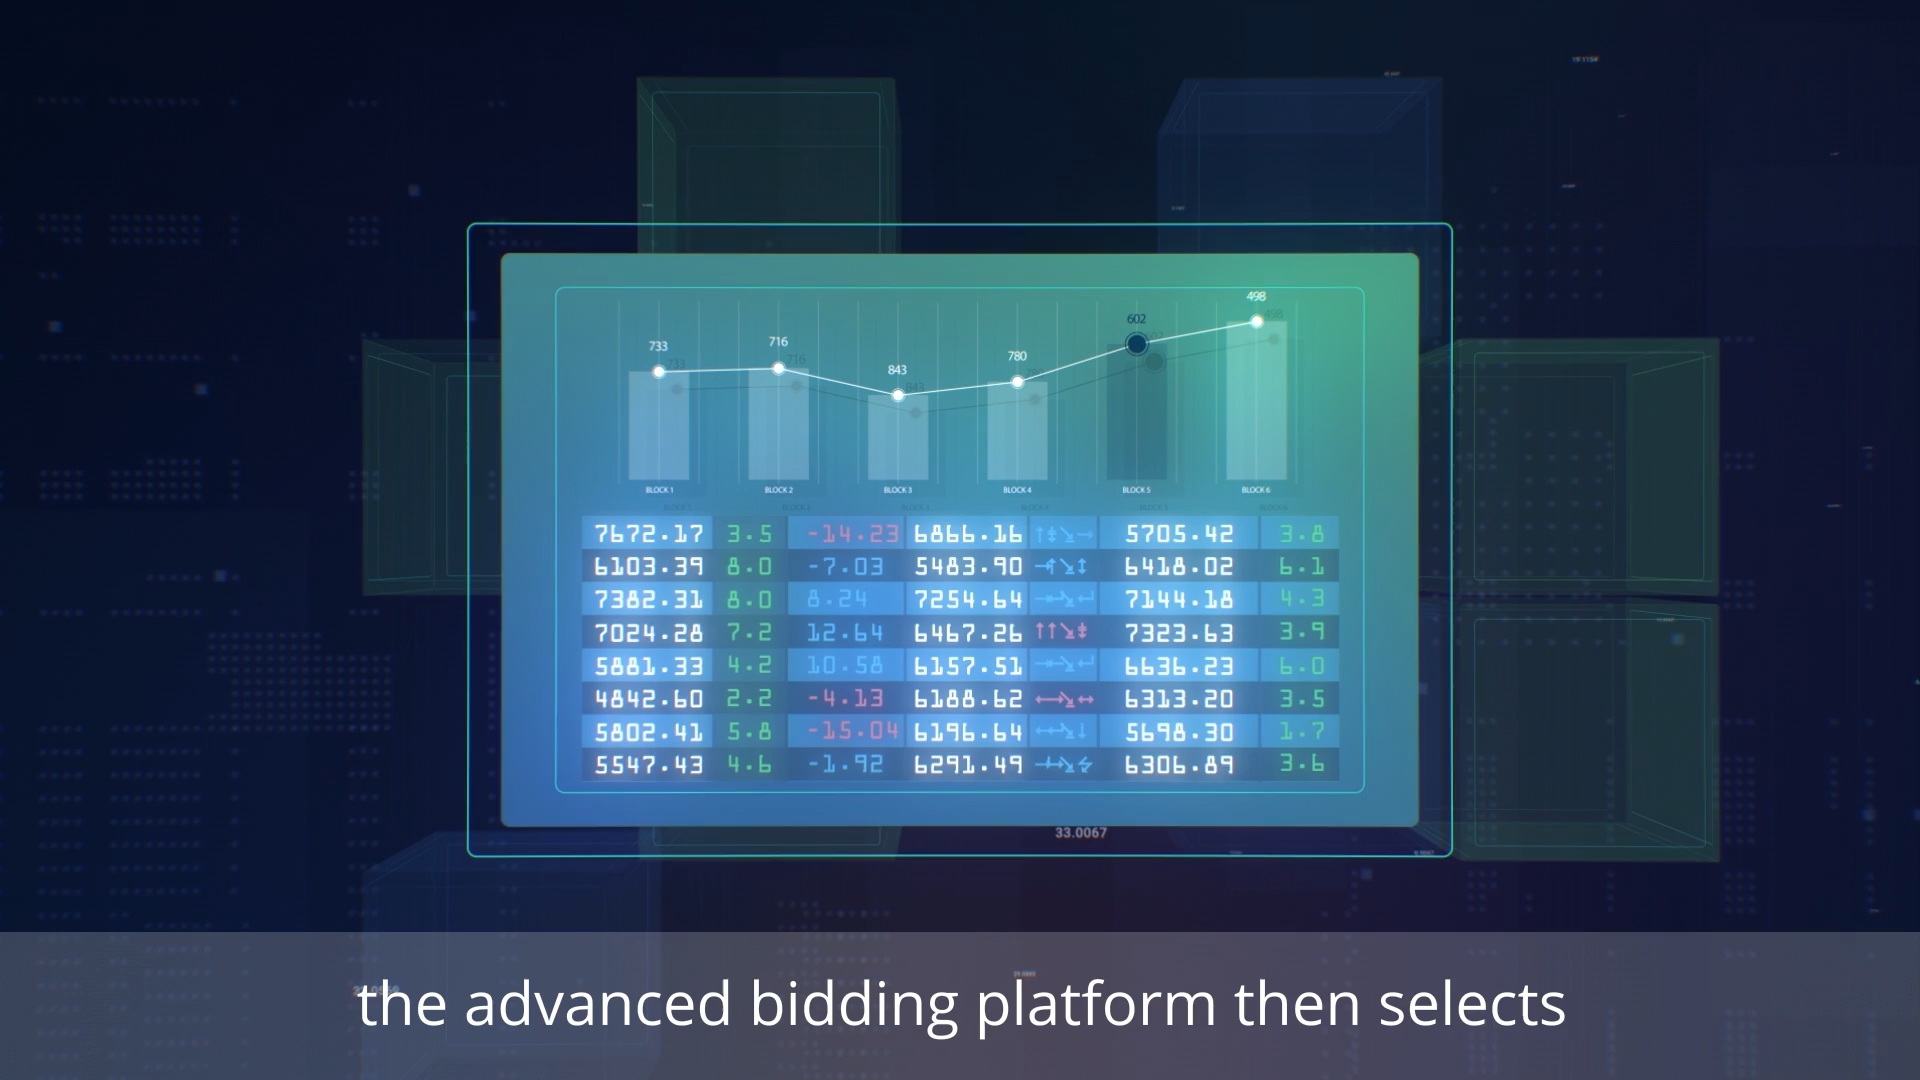 498
602
733
716
780
843
BLOCK 1 BLOCK 2 BLOCK 3 BLOCK 4 BLOCK 5 BLOCK 6
7672.17 3.5 -14.23 6866.16 5705.42 3.8
6103.39 8.0 -7.03 5483.90 6418.02 6.1
7382.31 8.0 8.24 7254.64 7144.18 4.3
7024.28 7.2 12.64 6467.26 7323.63 3.9
5881.33 4.2 10.58 6157.51 6636.23 6.0
4842.60 2.2 -4.13 6188.62 6313.20 3.5
5802.41 5.8 -15.04 6196.64 5698.30 1.7
5547.43 4.6 -1.92 6291.49 6306.89 3.6
33.0067
the advanced bidding platform then selects